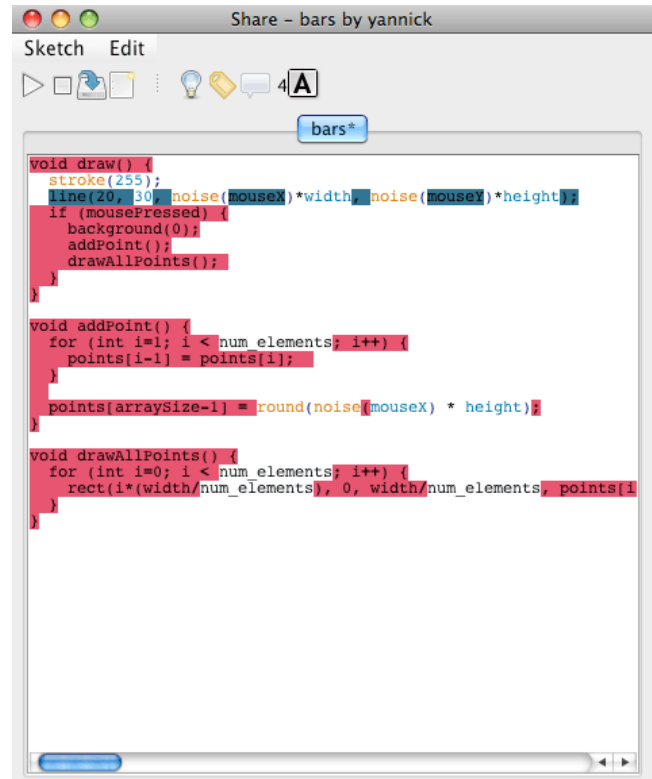 Share - bars by yannick
Sketch Edit
4 A
bars*
void draw() {
  stroke(255);
  line(20, 30, noise(mouseX)*width, noise(mouseY)*height);
  if (mousePressed) {
    background(0);
    addPoint();
    drawAllPoints();
  }
}

void addPoint() {
  for (int i=1; i < num_elements; i++) {
    points[i-1] = points[i];
  }

  points[arraySize-1] = round(noise(mouseX) * height);
}

void drawAllPoints() {
  for (int i=0; i < num_elements; i++) {
    rect(i*(width/num_elements), 0, width/num_elements, points[i
  }
}